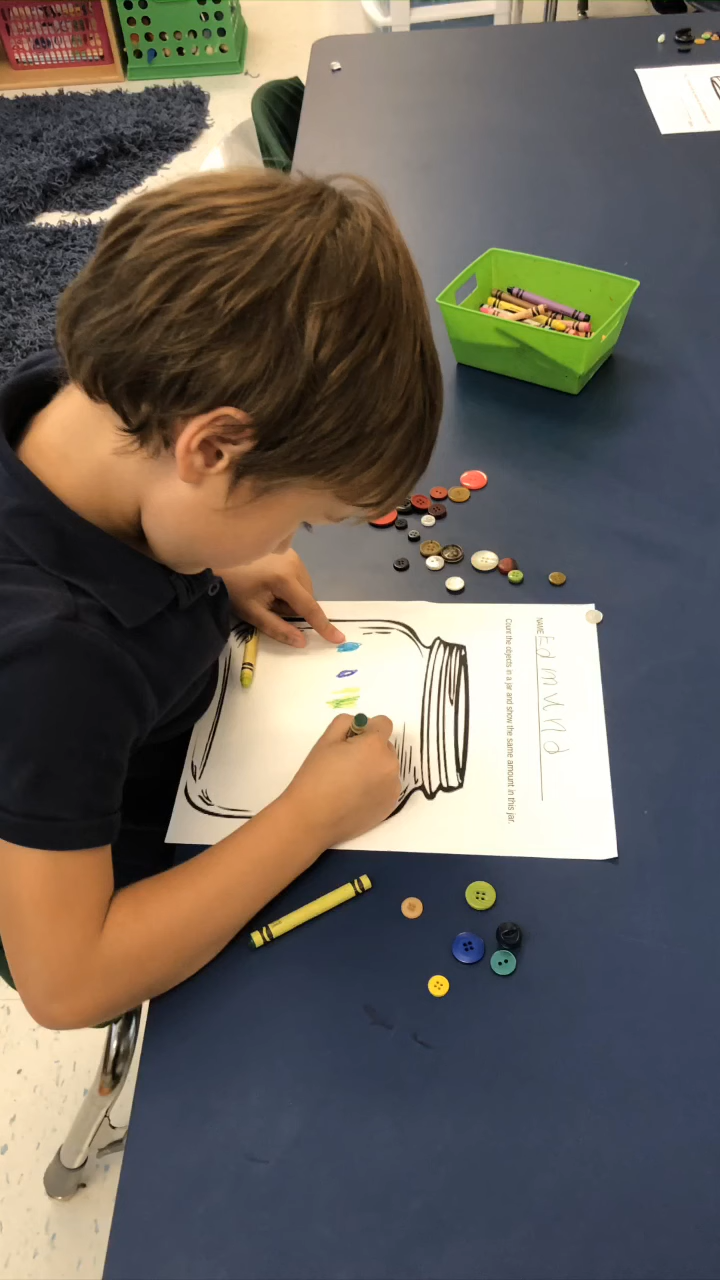 NAME Edmund
Count the objects in a jar and show the same amount in this jar.